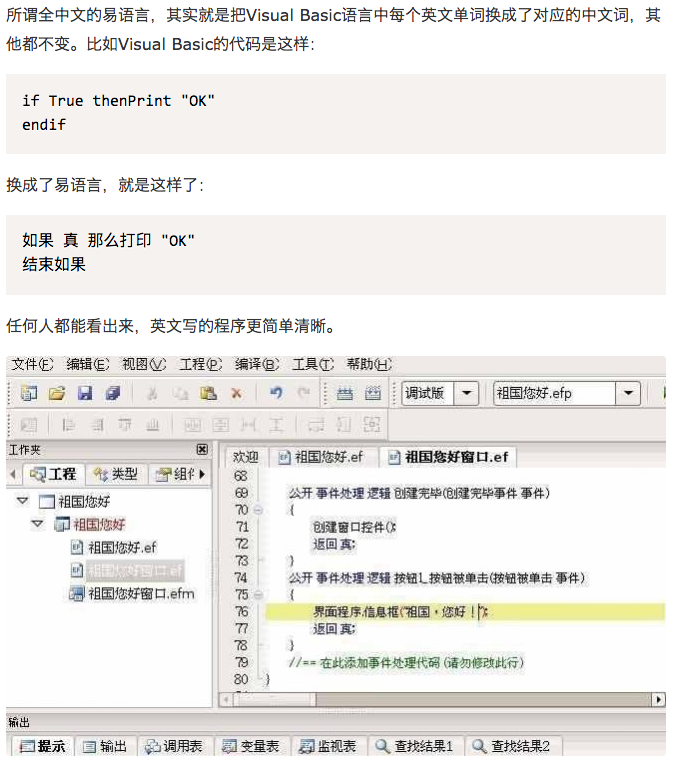 所谓全中文的易语言，其实就是把Visual Basic语言中每个英文单词换成了对应的中文词，其
他都不变。比如Visual Basic的代码是这样：
if True thenPrint "OK"
endif
换成了易语言，就是这样了：
如果 真 那么打印 "OK"
结束如果
任何人都能看出来，英文写的程序更简单清晰。
文件(F) 编辑(E) 视图(V) 工程(P) 编译(B) 工具(T) 帮助(H)
调试版 祖国您好.efp
工作夹
工程 类型 组件
欢迎 祖国您好.ef 祖国您好窗口.ef
祖国您好
祖国您好
祖国您好.ef
祖国您好窗口.ef
祖国您好窗口.efm
68
69 公开 事件处理 逻辑 创建完毕(创建完毕事件 事件)
70 {
71 创建窗口控件();
72 返回 真;
73 }
74 公开 事件处理 逻辑 按钮1_按钮被单击(按钮被单击 事件)
75 {
76 界面程序.信息框("祖国，您好！");
77 返回 真;
78 }
79 //== 在此添加事件处理代码 (请勿修改此行)
80 }
输出
提示 输出 调用表 变量表 监视表 查找结果1 查找结果2